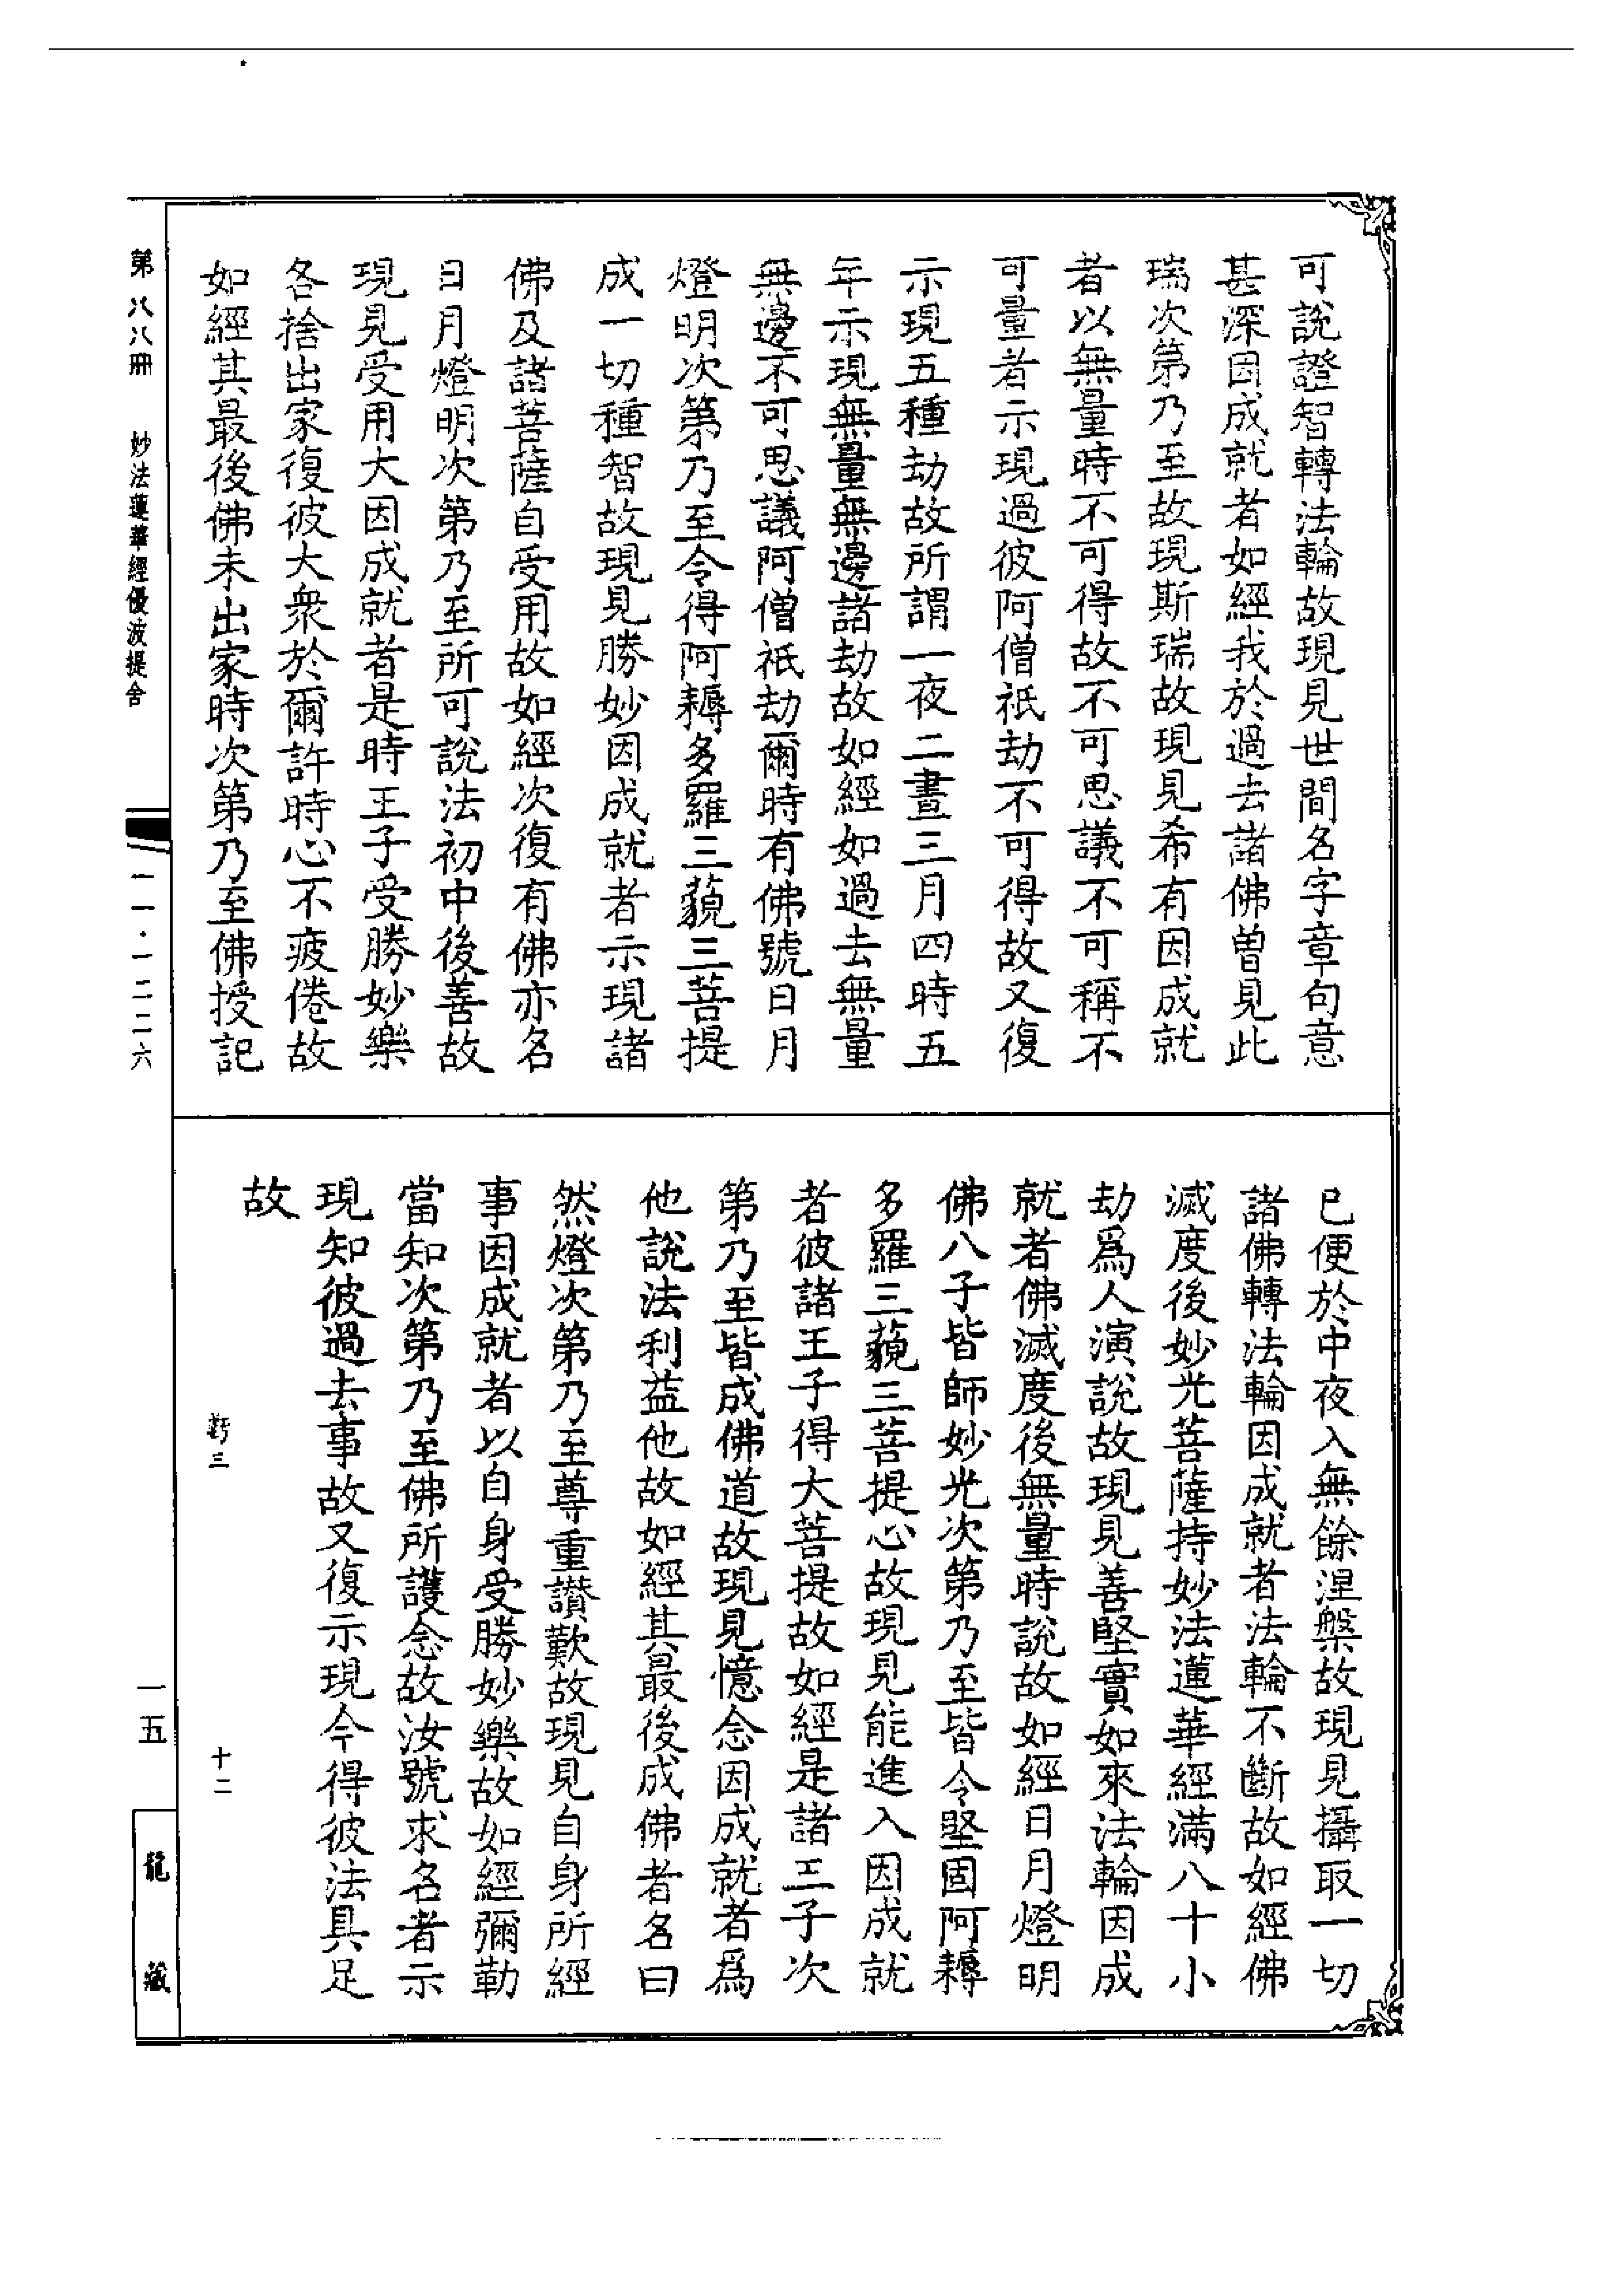 可說證智轉法輪故現見世間名字章句意
甚深因成就者如經我於過去諸佛曾見此
瑞次第乃至故現斯瑞故現見希有因成就
者以無量時不可得故不可思議不可稱不
可量者示現過彼阿僧祇劫不可得故又復
示現五種劫故所謂一夜二晝三月四時五
年示現無量無邊諸劫故如經如過去無量
無邊不可思議阿僧祇劫爾時有佛號日月
燈明次第乃至令得阿耨多羅三藐三菩提
成一切種智故現見勝妙因成就者示現諸
佛及諸菩薩自受用故如經次復有佛亦名
日月燈明次第乃至所可說法初中後善故
現見受用大因成就者是時王子受勝妙樂
各捨出家復彼大衆於爾許時心不疲倦故
如經其最後佛未出家時次第乃至佛授記
已便於中夜入無餘涅槃故現見攝取一切
諸佛轉法輪因成就者法輪不斷故如經佛
滅度後妙光菩薩持妙法蓮華經滿八十小
劫爲人演說故現見善堅實如來法輪因成
就者佛滅度後無量時說故如經日月燈明
佛八子皆師妙光次第乃至皆令堅固阿耨
多羅三藐三菩提心故現見能進入因成就
者彼諸王子得大菩提故如經是諸王子次
第乃至皆成佛道故現見憶念因成就者爲
他說法利益他故如經其最後成佛者名曰
然燈次第乃至尊重讚歎故現見自身所經
事因成就者以自身受勝妙樂故如經彌勒
當知次第乃至佛所護念故汝號求名者示
現知彼過去事故又復示現今得彼法具足
故
三 十二
第八八冊 妙法蓮華經優波提舍
一一·一二二六
一五
龍藏